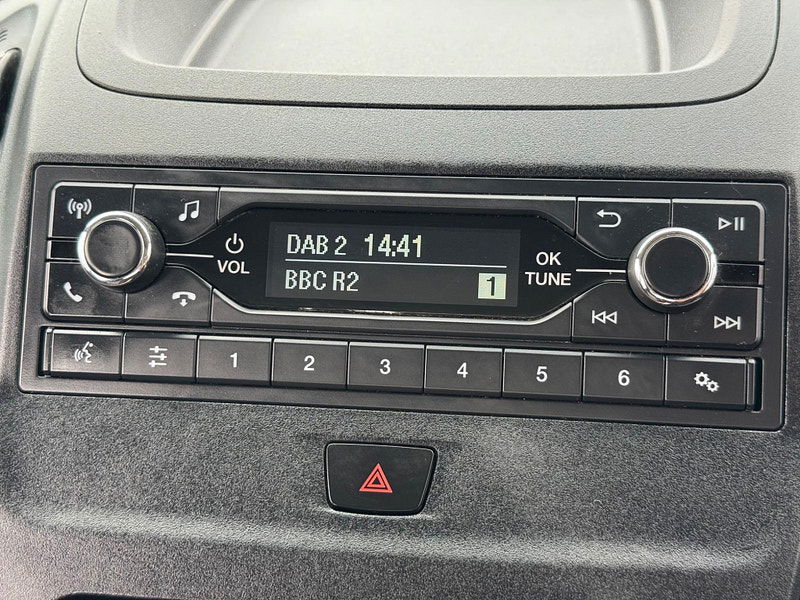 DAB 2 14:41
BBC R2 1
VOL
OK
TUNE
1 2 3 4 5 6